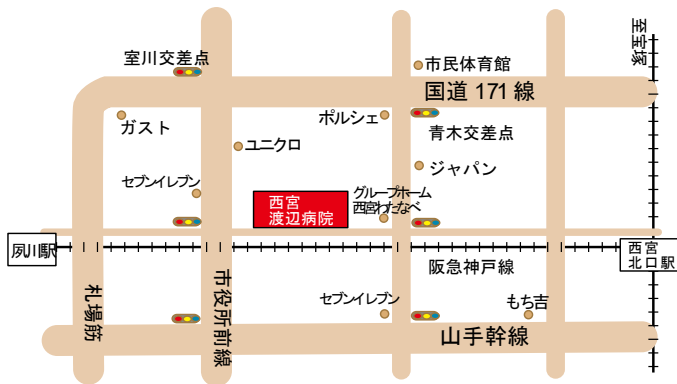 室川交差点
市民体育館
至宝塚
国道 171 線
ガスト
ポルシェ
青木交差点
ユニクロ
ジャパン
セブンイレブン
グループホーム
西宮わたなべ
西宮
渡辺病院
夙川駅
西宮
北口駅
阪急神戸線
札場筋
市役所前線
セブンイレブン
もち吉
山手幹線